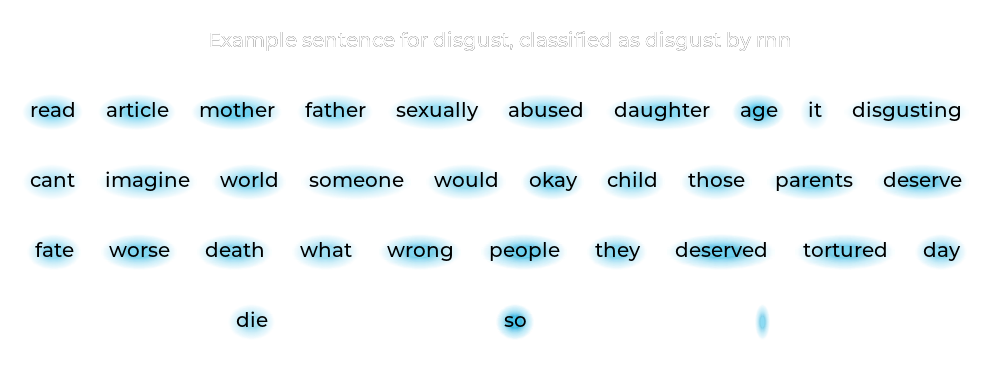 Example sentence for disgust, classified as disgust by rnn
read article mother father sexually abused daughter age it disgusting
cant imagine world someone would okay child those parents deserve
fate worse death what wrong people they deserved tortured day
die so